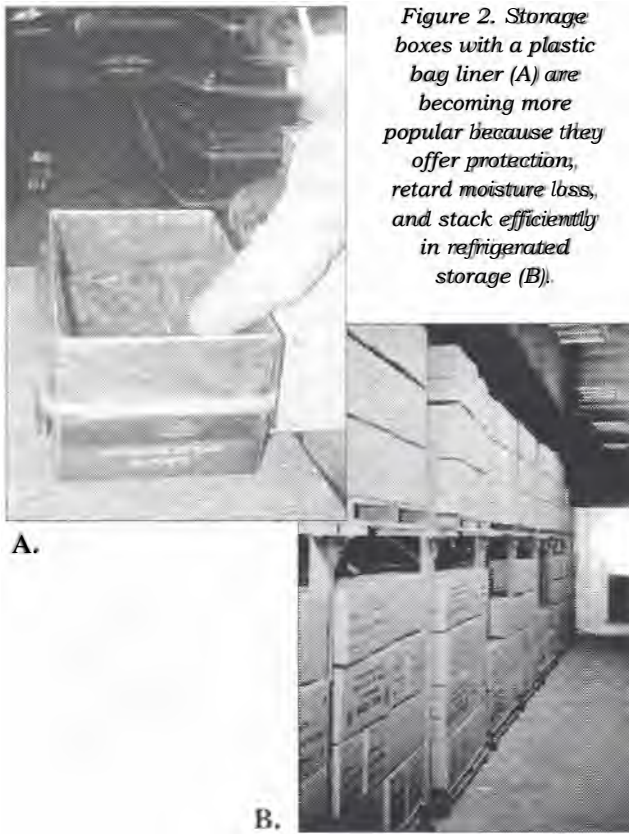 Figure 2. Storage
boxes with a plastic
bag liner (A) are
becoming more
popular because they
offer protection,
retard moisture loss,
and stack efficiently
in refrigerated
storage (B).
A.
B.